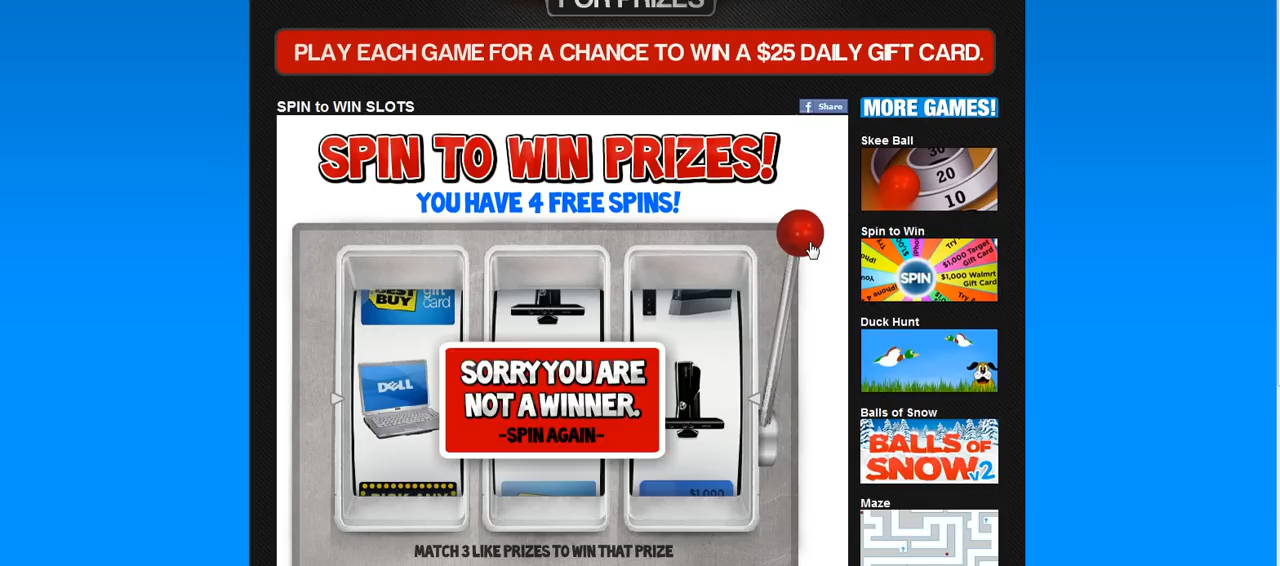 FOR PRIZES
PLAY EACH GAME FOR A CHANCE TO WIN A $25 DAILY GIFT CARD.
SPIN to WIN SLOTS
Share
MORE GAMES!
SPIN TO WIN PRIZES!
YOU HAVE 4 FREE SPINS!
BEST BUY
gift card
DELL
SORRY YOU ARE
NOT A WINNER.
-SPIN AGAIN-
PICK ANY
$1,000
MATCH 3 LIKE PRIZES TO WIN THAT PRIZE
Skee Ball
30
20
10
Spin to Win
SPIN
$1,000 Target
Gift Card
$1,000 Walmrt
Gift Card
Duck Hunt
Balls of Snow
BALLS OF
SNOW v2
Maze